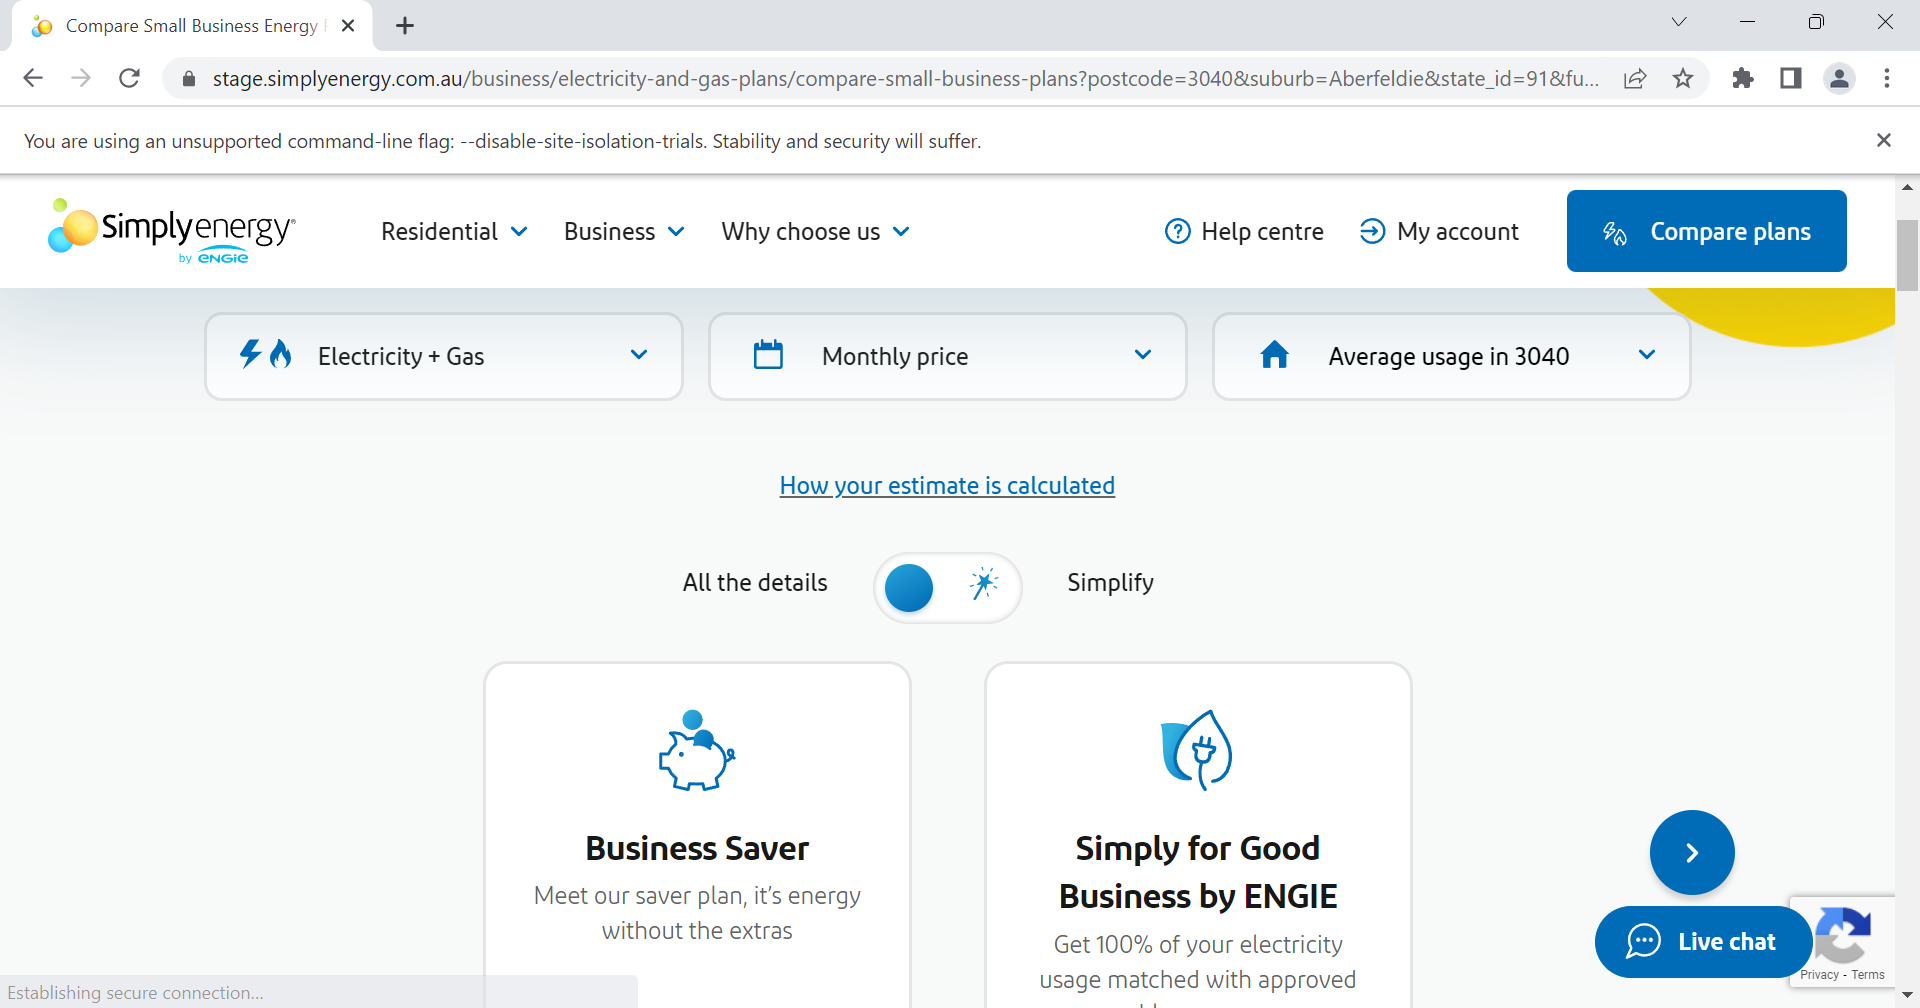 Compare Small Business Energy
stage.simplyenergy.com.au/business/electricity-and-gas-plans/compare-small-business-plans?postcode=3040&suburb=Aberfeldie&state_id=91&fu...
You are using an unsupported command-line flag: --disable-site-isolation-trials. Stability and security will suffer.
Simplyenergy
by ENGIE
Residential
Business
Why choose us
Help centre
My account
Compare plans
Electricity + Gas
Monthly price
Average usage in 3040
How your estimate is calculated
All the details
Simplify
Business Saver
Meet our saver plan, it's energy
without the extras
Simply for Good
Business by ENGIE
Get 100% of your electricity
usage matched with approved
Live chat
Privacy - Terms
Establishing secure connection...